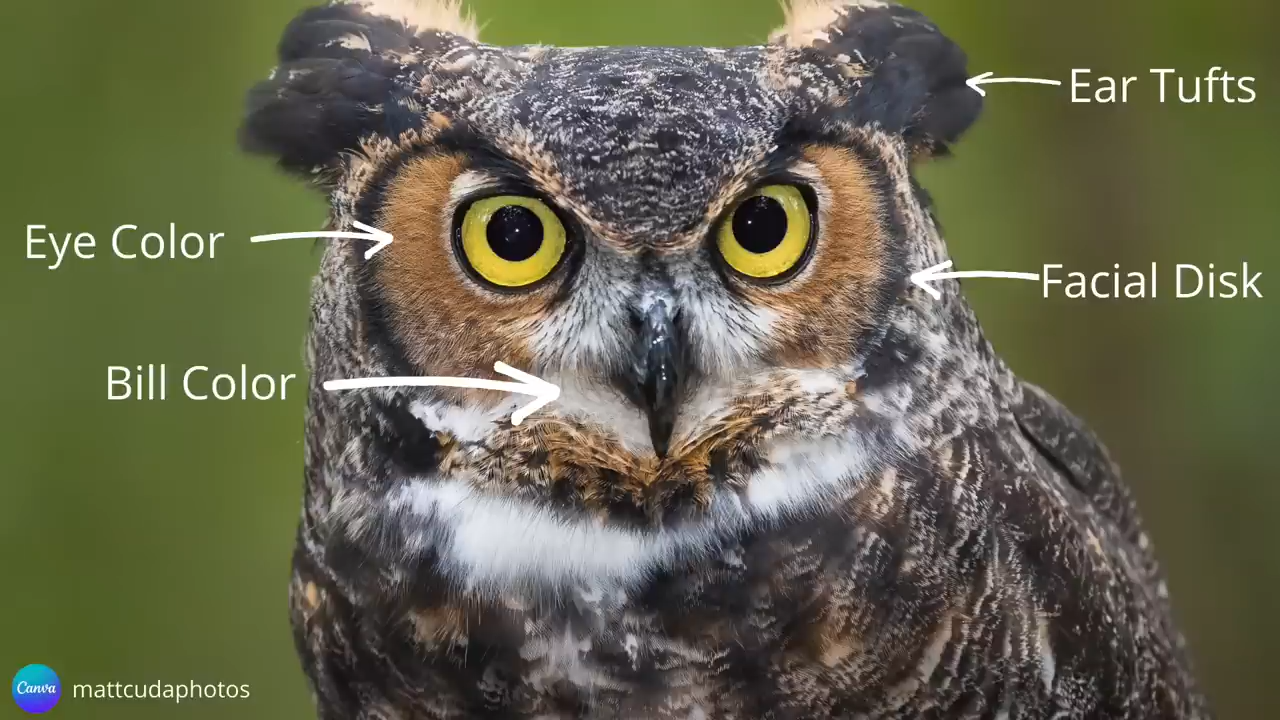 Ear Tufts
Eye Color
Facial Disk
Bill Color
Canva mattcudaphotos